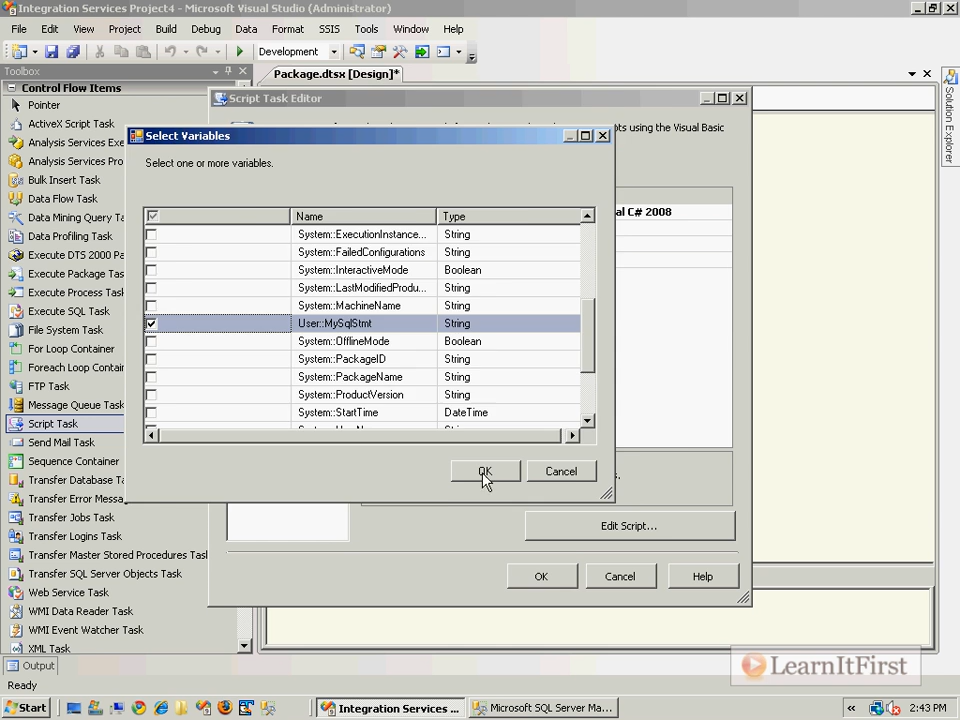 Integration Services Project4 - Microsoft Visual Studio (Administrator)
File Edit View Project Build Debug Data Format SSIS Tools Window Help
Development
Toolbox
Package.dtsx [Design]*
Solution Explorer
Control Flow Items
Pointer
ActiveX Script Task
Analysis Services Exe
Analysis Services Pro
Bulk Insert Task
Data Flow Task
Data Mining Query Ta
Data Profiling Task
Execute DTS 2000 Pa
Execute Package Tas
Execute Process Task
Execute SQL Task
File System Task
For Loop Container
Foreach Loop Contain
FTP Task
Message Queue Task
Script Task
Send Mail Task
Sequence Container
Transfer Database Ta
Transfer Error Messag
Transfer Jobs Task
Transfer Logins Task
Transfer Master Stored Procedures Task
Transfer SQL Server Objects Task
Web Service Task
WMI Data Reader Task
WMI Event Watcher Task
XML Task
Script Task Editor
pts using the Visual Basic
al C# 2008
s.
Edit Script...
OK Cancel Help
Select Variables
Select one or more variables.
Name Type
System::ExecutionInstance... String
System::FailedConfigurations String
System::InteractiveMode Boolean
System::LastModifiedProdu... String
System::MachineName String
User::MySqlStmt String
System::OfflineMode Boolean
System::PackageID String
System::PackageName String
System::ProductVersion String
System::StartTime DateTime
OK Cancel
Output
Ready
LearnItFirst
Start
Integration Services ...
Microsoft SQL Server Ma...
2:43 PM